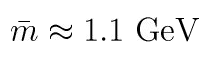 m̄ ≈ 1.1 GeV